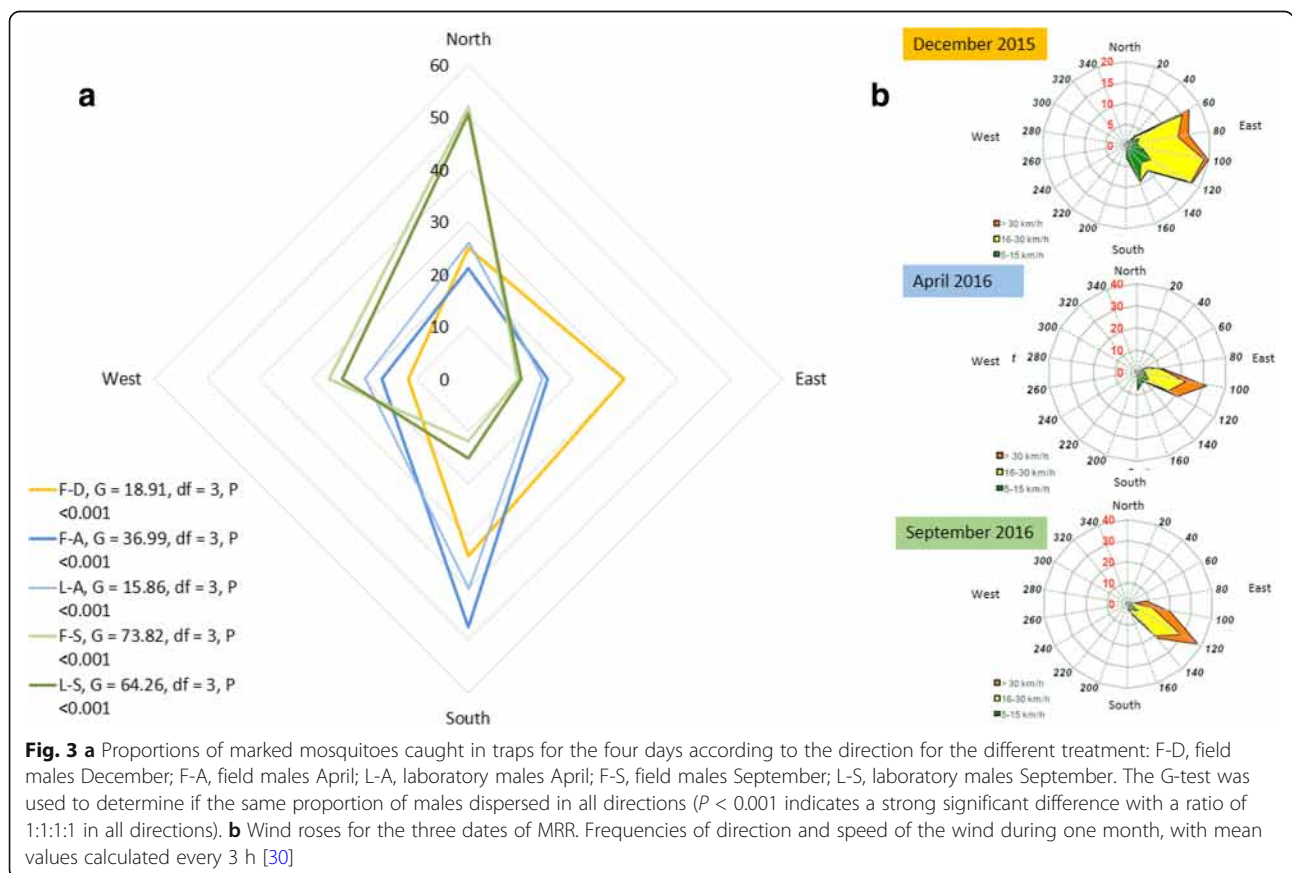 a
North
60
50
40
30
20
10
0
West
East
South
F-D, G = 18.91, df = 3, P
<0.001
F-A, G = 36.99, df = 3, P
<0.001
L-A, G = 15.86, df = 3, P
<0.001
F-S, G = 73.82, df = 3, P
<0.001
L-S, G = 64.26, df = 3, P
<0.001
b
December 2015
North
20
15
10
5
0
20
40
60
80
East
100
120
140
160
South
200
220
240
260
West
280
300
320
340
> 30 km/h
16-30 km/h
5-15 km/h
April 2016
North
40
30
20
10
0
20
40
60
80
East
100
120
140
160
South
200
220
240
260
West
280
300
320
340
> 30 km/h
16-30 km/h
5-15 km/h
September 2016
North
40
30
20
10
0
20
40
60
80
East
100
120
140
160
South
200
220
240
260
West
280
300
320
340
> 30 km/h
16-30 km/h
5-15 km/h
Fig. 3 a Proportions of marked mosquitoes caught in traps for the four days according to the direction for the different treatment: F-D, field
males December; F-A, field males April; L-A, laboratory males April; F-S, field males September; L-S, laboratory males September. The G-test was
used to determine if the same proportion of males dispersed in all directions (P < 0.001 indicates a strong significant difference with a ratio of
1:1:1:1 in all directions). b Wind roses for the three dates of MRR. Frequencies of direction and speed of the wind during one month, with mean
values calculated every 3 h [30]